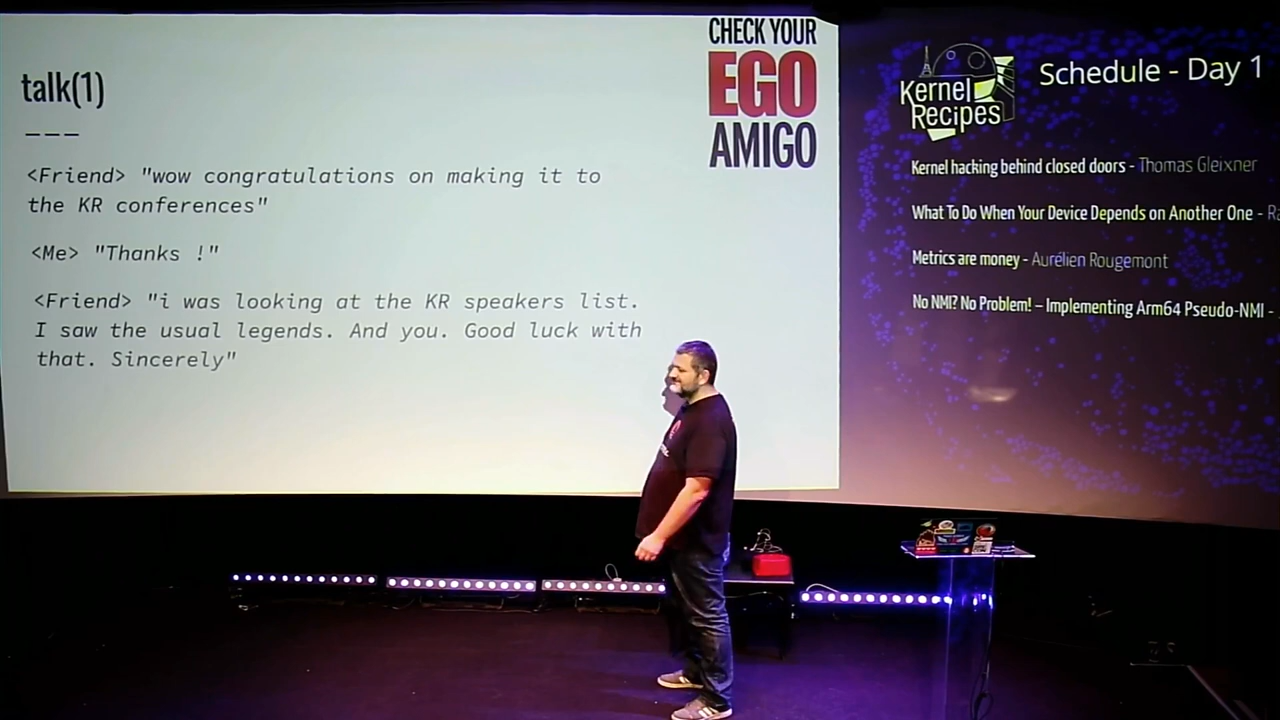 talk(1)
<Friend> "wow congratulations on making it to
the KR conferences"
<Me> "Thanks !"
<Friend> "i was looking at the KR speakers list.
I saw the usual legends. And you. Good luck with
that. Sincerely"
CHECK YOUR
EGO
AMIGO
Kernel
Recipes
Schedule - Day 1
Kernel hacking behind closed doors - Thomas Gleixner
What To Do When Your Device Depends on Another One -
Metrics are money - Aurélien Rougemont
No NMI? No Problem! – Implementing Arm64 Pseudo-NMI -